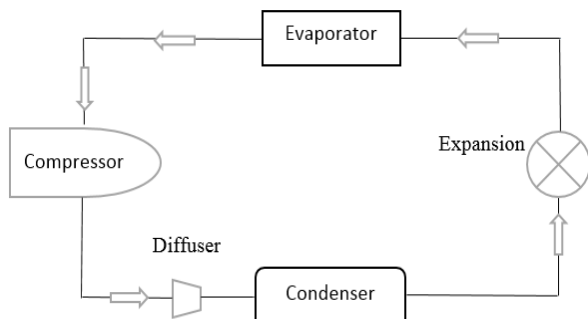 Evaporator
Expansion
Compressor
Diffuser
Condenser